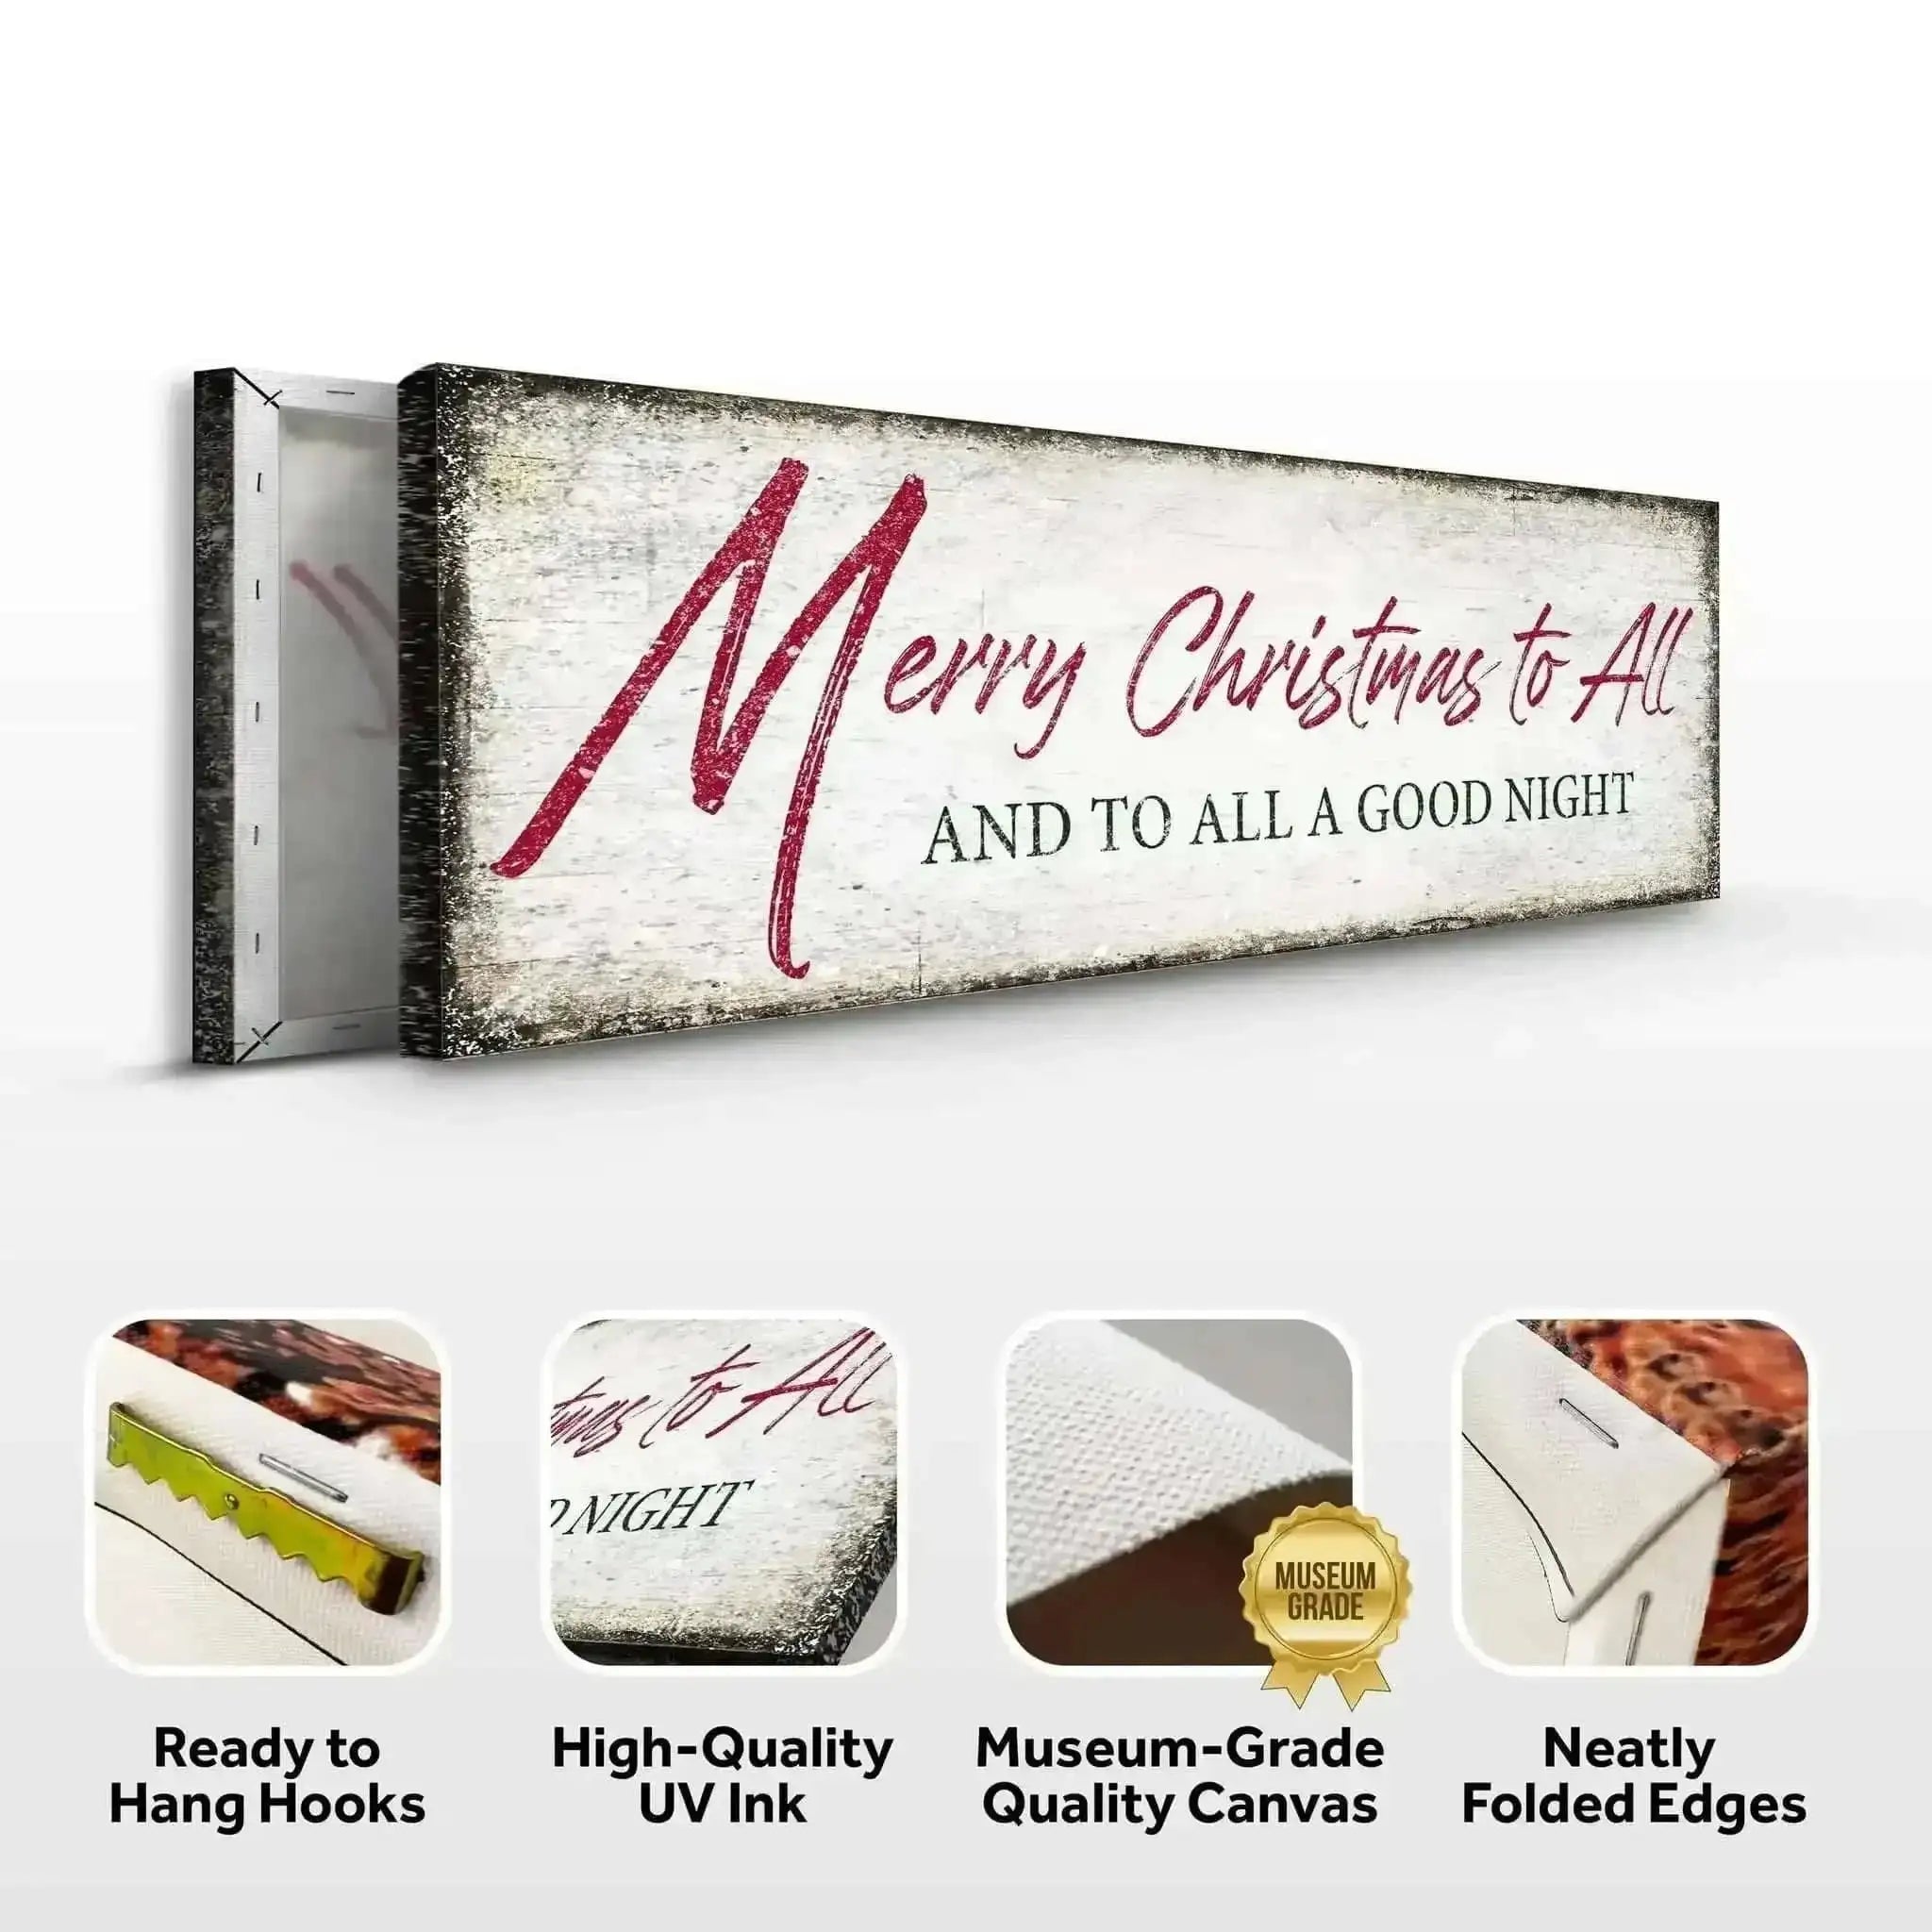 Merry Christmas to All
AND TO ALL A GOOD NIGHT
tmas to All
D NIGHT
MUSEUM
GRADE
Ready to
Hang Hooks
High-Quality
UV Ink
Museum-Grade
Quality Canvas
Neatly
Folded Edges